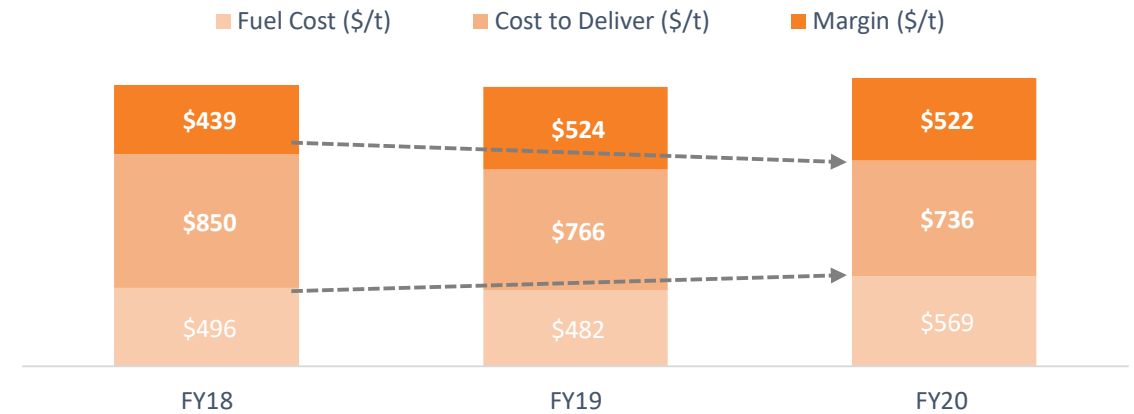 Fuel Cost ($/t) Cost to Deliver ($/t) Margin ($/t)
$439 $524 $522
$850 $766 $736
$496 $482 $569
FY18 FY19 FY20